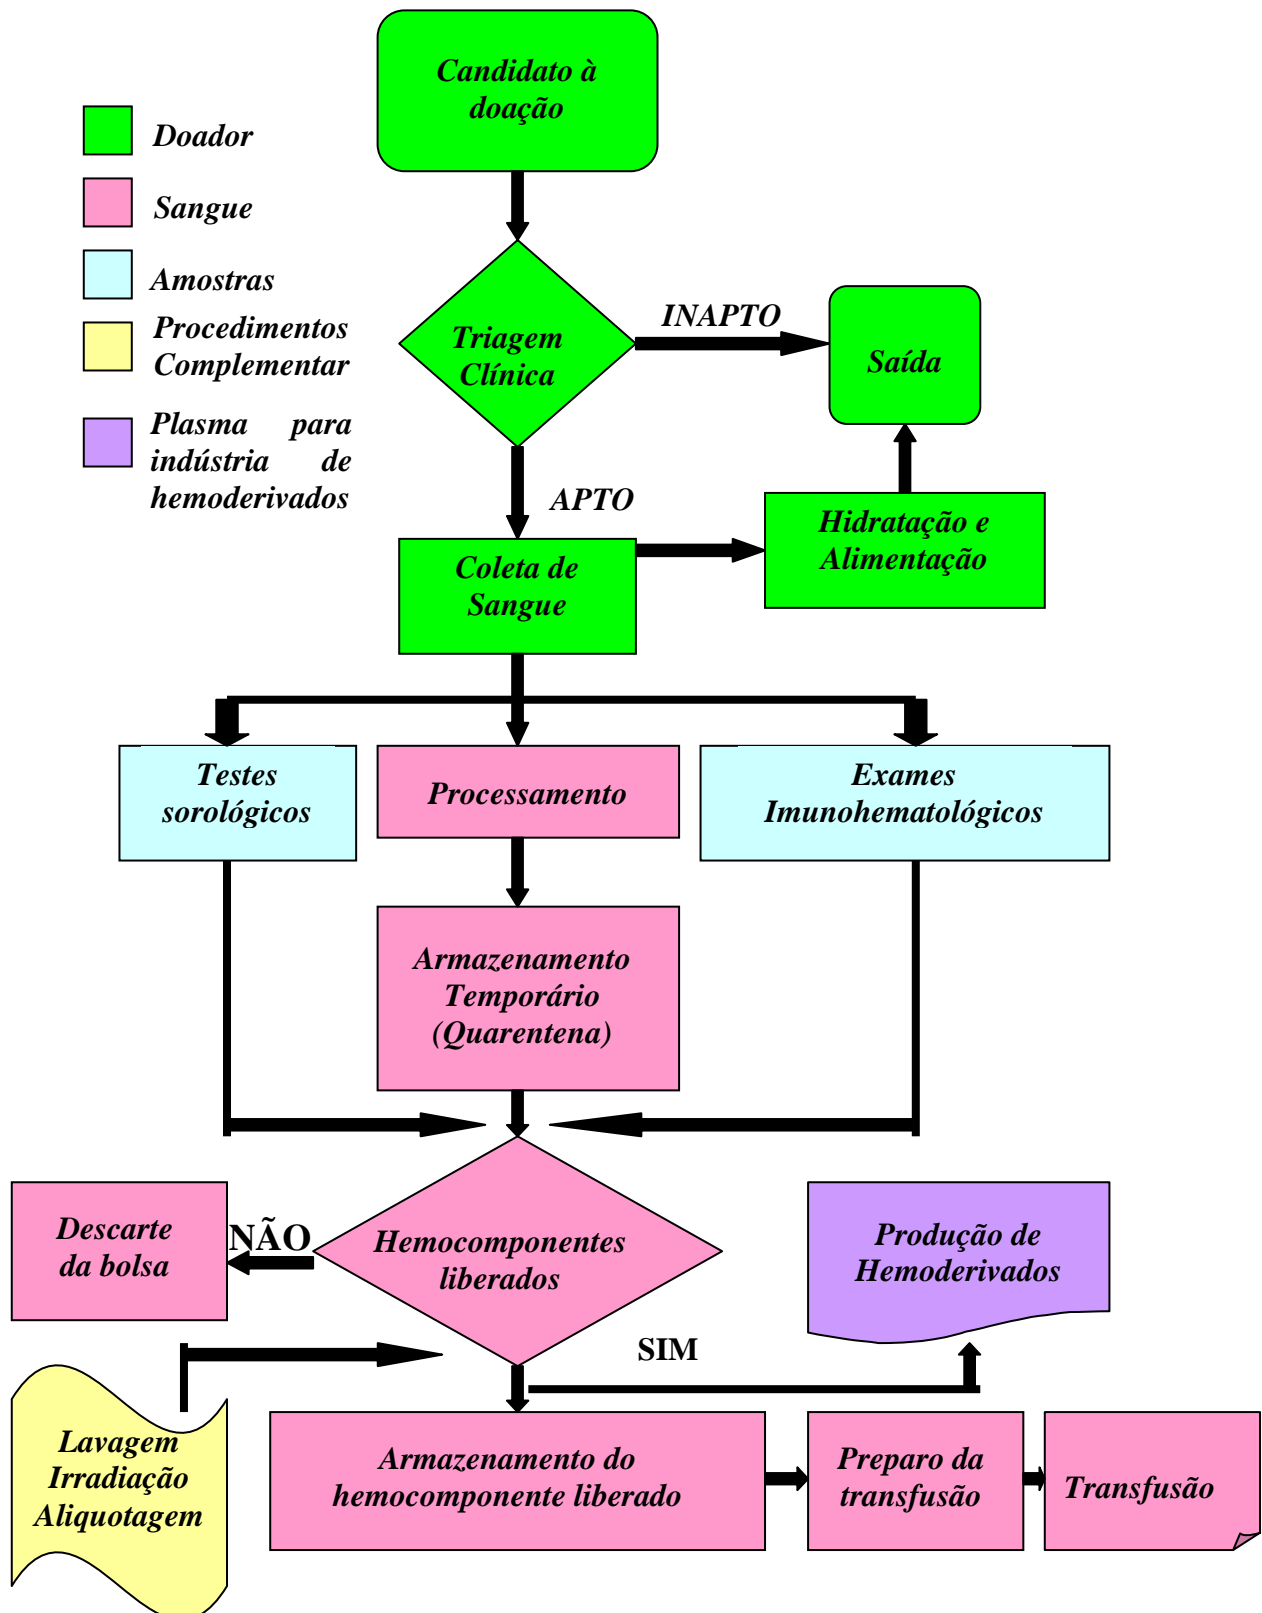 Candidato à
doação
Doador
Sangue
Amostras
Procedimentos
Complementar
Plasma para
indústria de
hemoderivados
Triagem
Clínica
INAPTO
Saída
APTO
Hidratação e
Alimentação
Coleta de
Sangue
Testes
sorológicos
Processamento
Exames
Imunohematológicos
Armazenamento
Temporário
(Quarentena)
Descarte
da bolsa
NÃO
Hemocomponentes
liberados
Produção de
Hemoderivados
SIM
Lavagem
Irradiação
Aliquotagem
Armazenamento do
hemocomponente liberado
Preparo da
transfusão
Transfusão